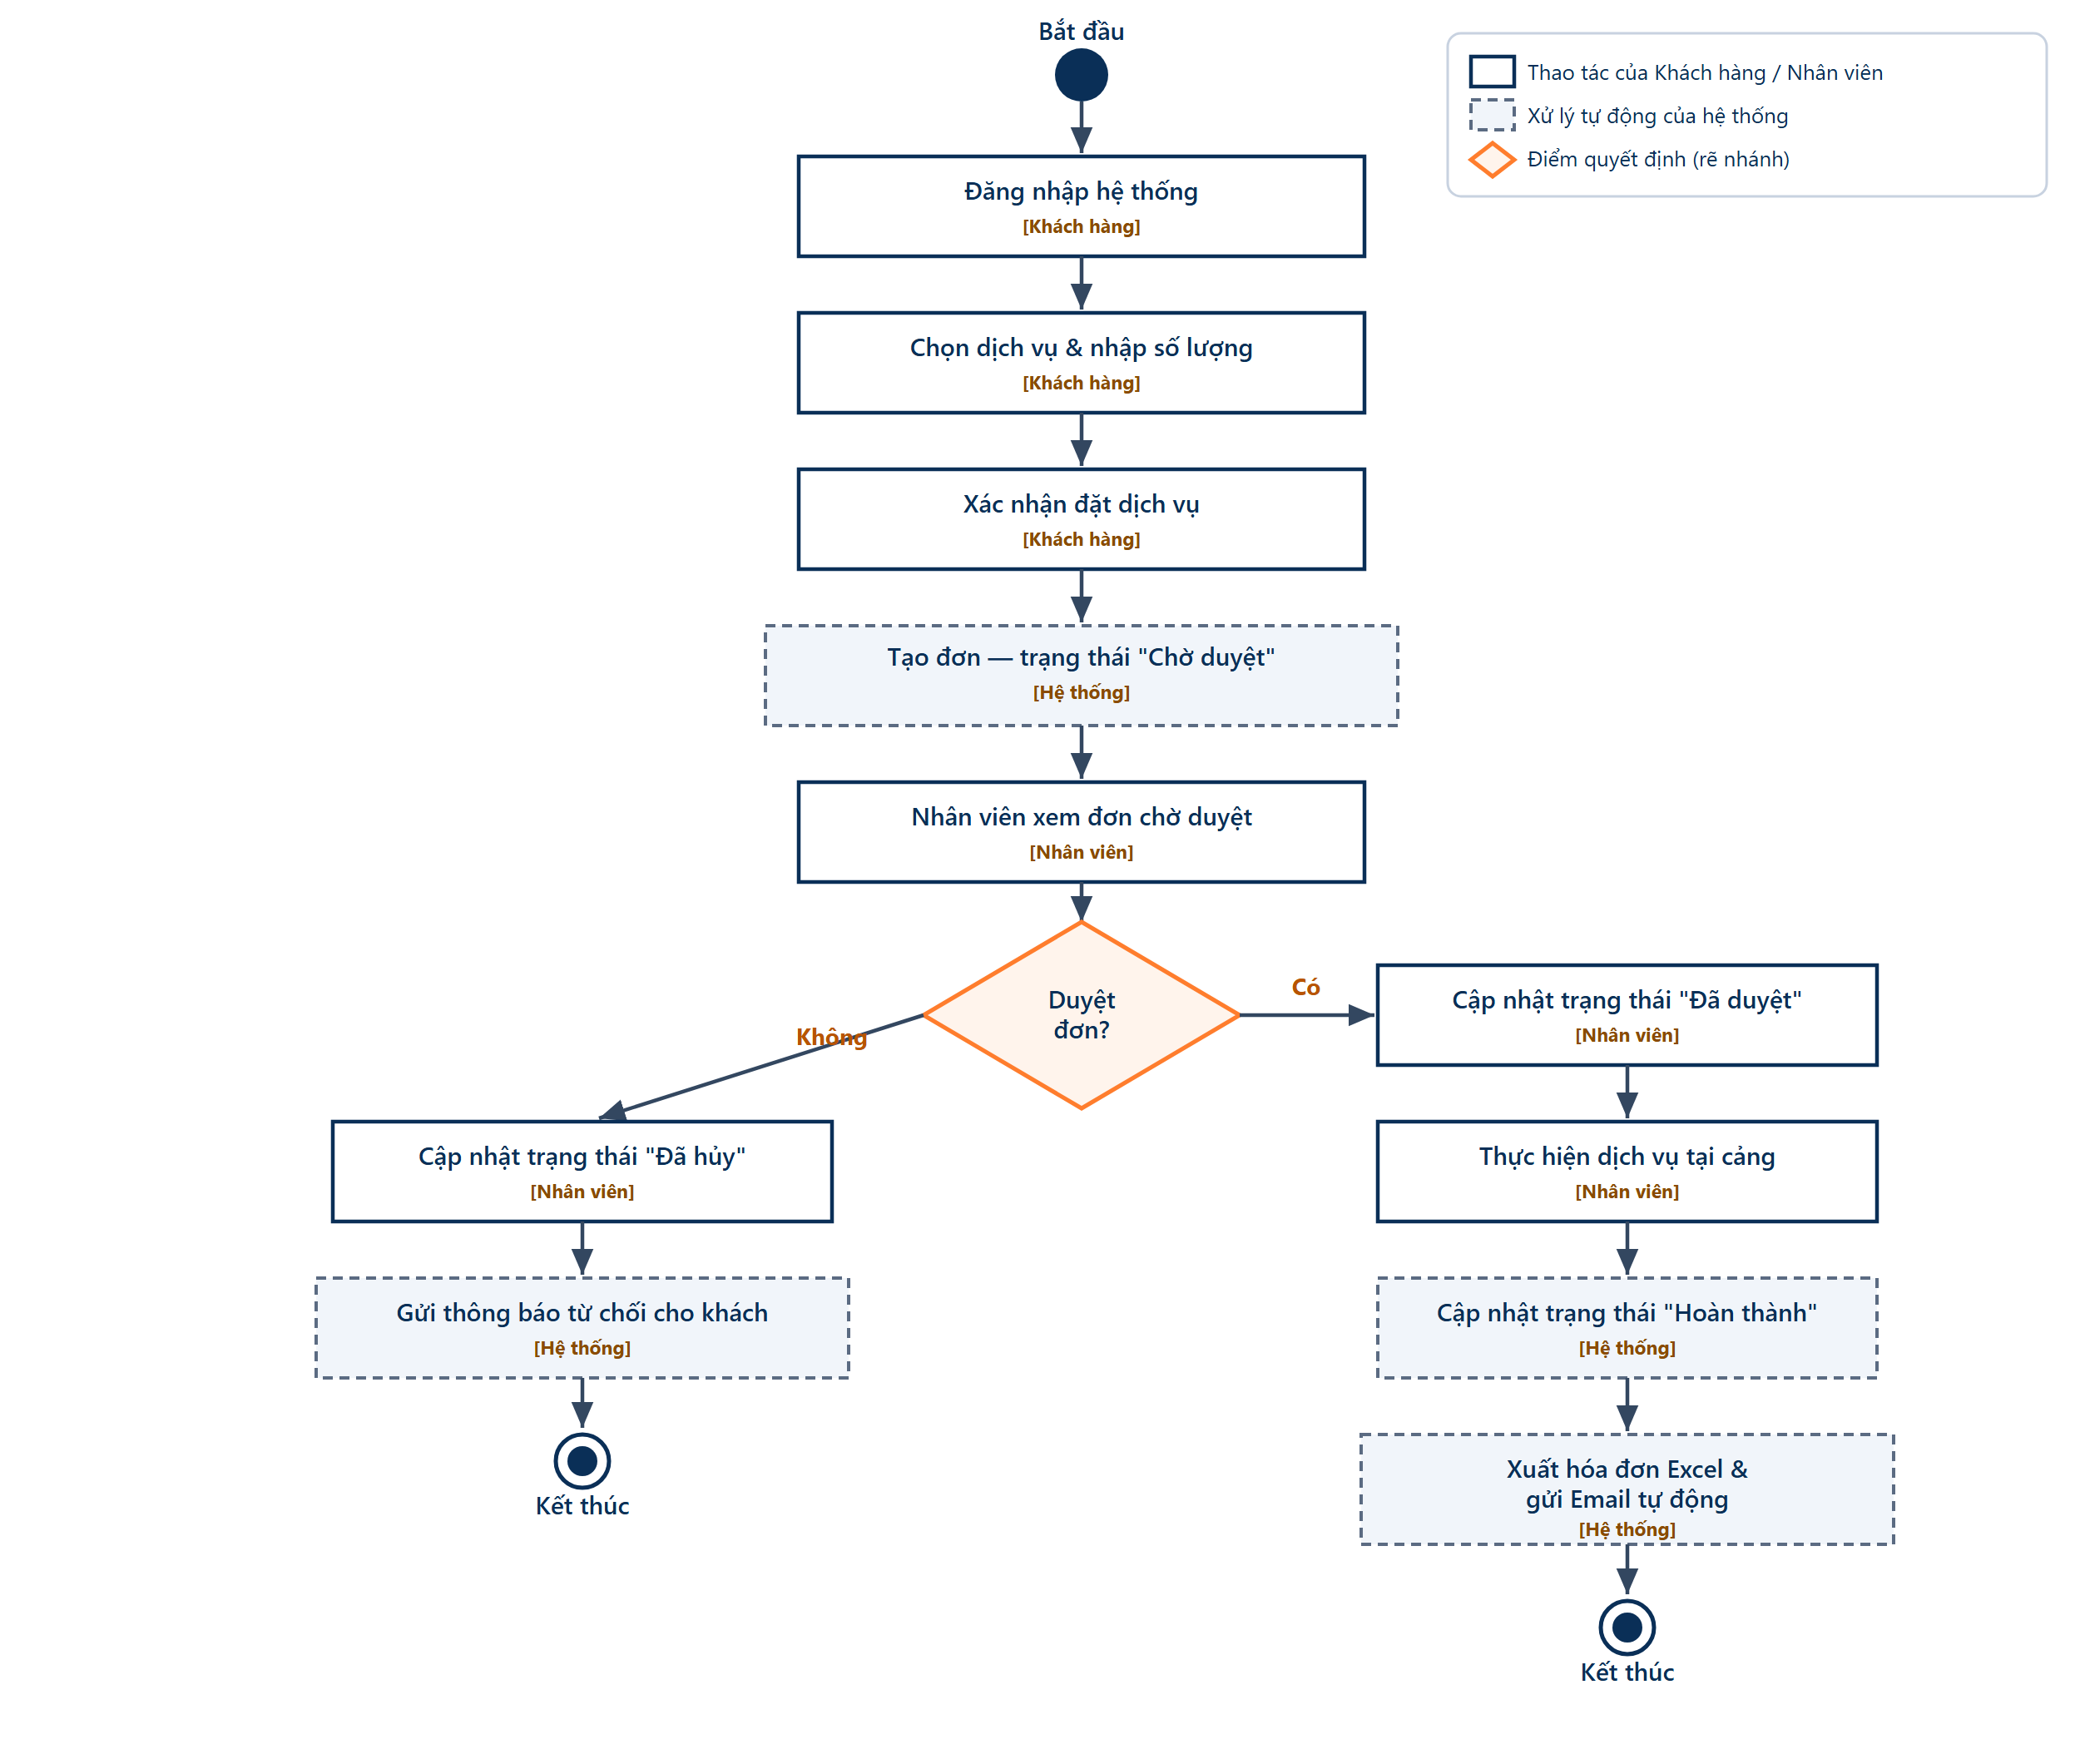 Bắt đầu
Thao tác của Khách hàng / Nhân viên
Xử lý tự động của hệ thống
Điểm quyết định (rẽ nhánh)
Đăng nhập hệ thống
[Khách hàng]
Chọn dịch vụ & nhập số lượng
[Khách hàng]
Xác nhận đặt dịch vụ
[Khách hàng]
Tạo đơn — trạng thái "Chờ duyệt"
[Hệ thống]
Nhân viên xem đơn chờ duyệt
[Nhân viên]
Duyệt
đơn?
Không
Có
Cập nhật trạng thái "Đã hủy"
[Nhân viên]
Gửi thông báo từ chối cho khách
[Hệ thống]
Kết thúc
Cập nhật trạng thái "Đã duyệt"
[Nhân viên]
Thực hiện dịch vụ tại cảng
[Nhân viên]
Cập nhật trạng thái "Hoàn thành"
[Hệ thống]
Xuất hóa đơn Excel &
gửi Email tự động
[Hệ thống]
Kết thúc